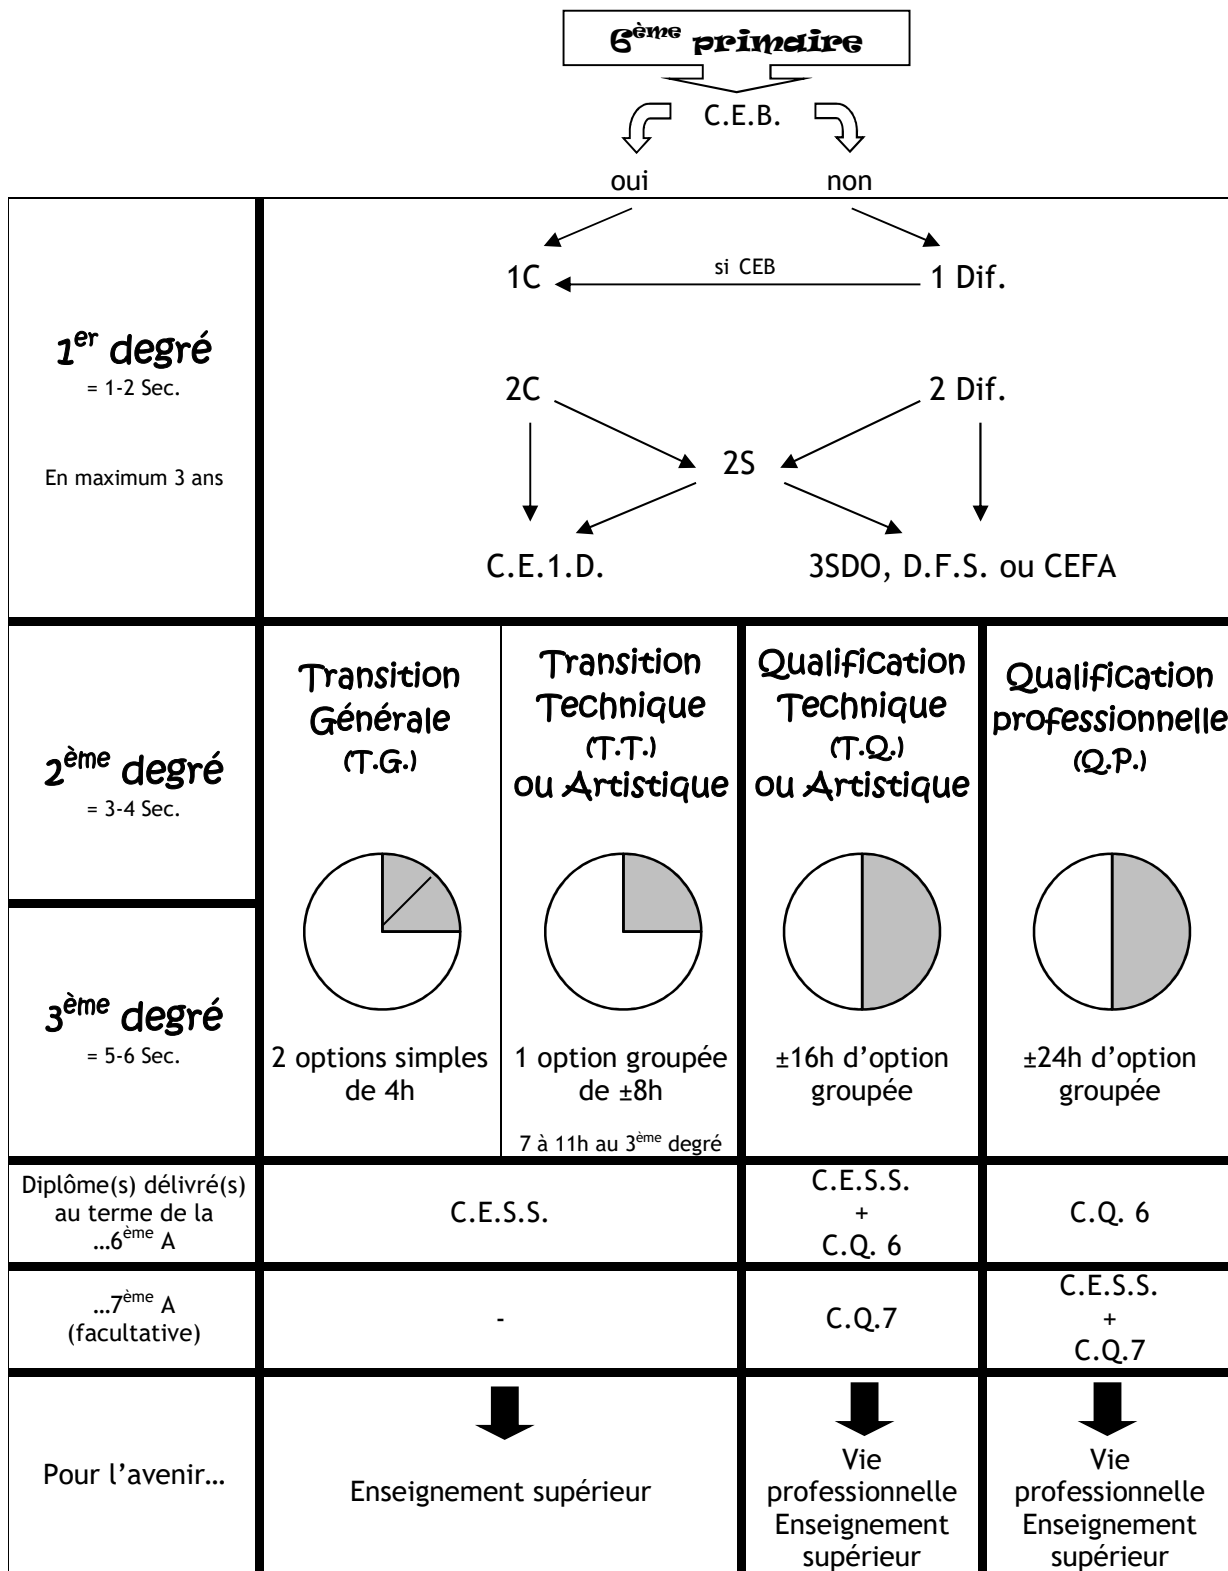 6ème primaire
C.E.B.
oui
non
1er degré
= 1-2 Sec.
En maximum 3 ans
1C
si CEB
1 Dif.
2C
2 Dif.
2S
C.E.1.D.
3SDO, D.F.S. ou CEFA
2ème degré
= 3-4 Sec.
3ème degré
= 5-6 Sec.
Transition
Générale
(T.G.)
2 options simples
de 4h
Transition
Technique
(T.T.)
ou Artistique
1 option groupée
de ±8h
7 à 11h au 3ème degré
Qualification
Technique
(T.Q.)
ou Artistique
±16h d’option
groupée
Qualification
professionnelle
(Q.P.)
±24h d’option
groupée
Diplôme(s) délivré(s)
au terme de la
…6ème A
C.E.S.S.
C.E.S.S.
+
C.Q. 6
C.Q. 6
…7ème A
(facultative)
-
C.Q.7
C.E.S.S.
+
C.Q.7
Pour l’avenir…
Enseignement supérieur
Vie
professionnelle
Enseignement
supérieur
Vie
professionnelle
Enseignement
supérieur